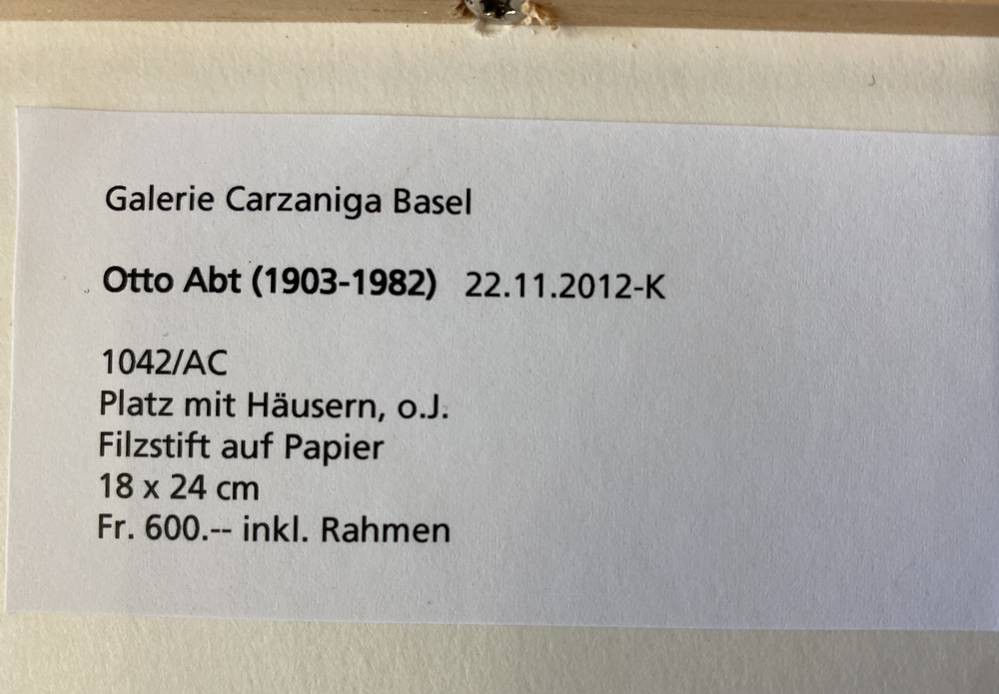 Galerie Carzaniga Basel
Otto Abt (1903-1982) 22.11.2012-K
1042/AC
Platz mit Häusern, o.J.
Filzstift auf Papier
18 x 24 cm
Fr. 600.-- inkl. Rahmen